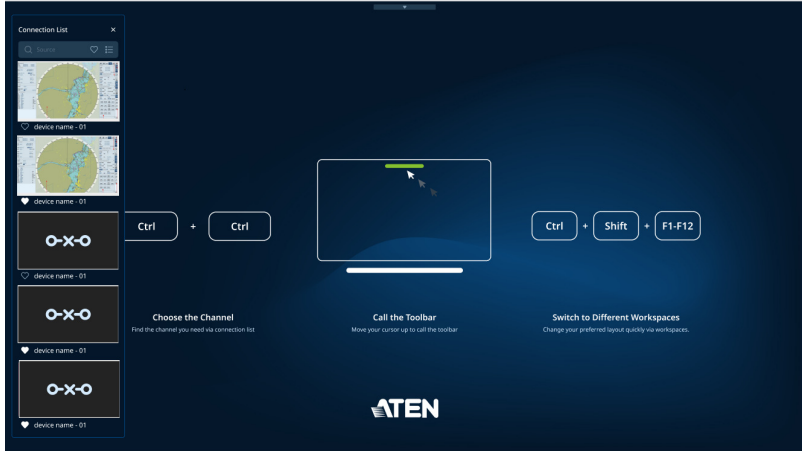 Connection List
Source
device name - 01
device name - 01
device name - 01
device name - 01
device name - 01
Ctrl + Ctrl
Choose the Channel
Find the channel you need via connection list
Call the Toolbar
Move your cursor up to call the toolbar
Ctrl + Shift + F1-F12
Switch to Different Workspaces
Change your preferred layout quickly via workspaces.
ATEN